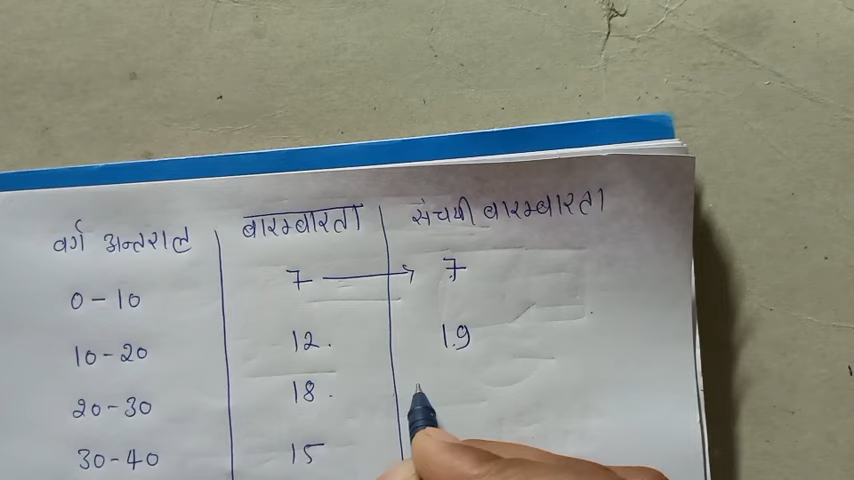 वर्ग अन्तराल बारम्बारता संचयी बारम्बारता
0-10 7 → 7
10-20 12. 19
20-30 18.
30-40 15